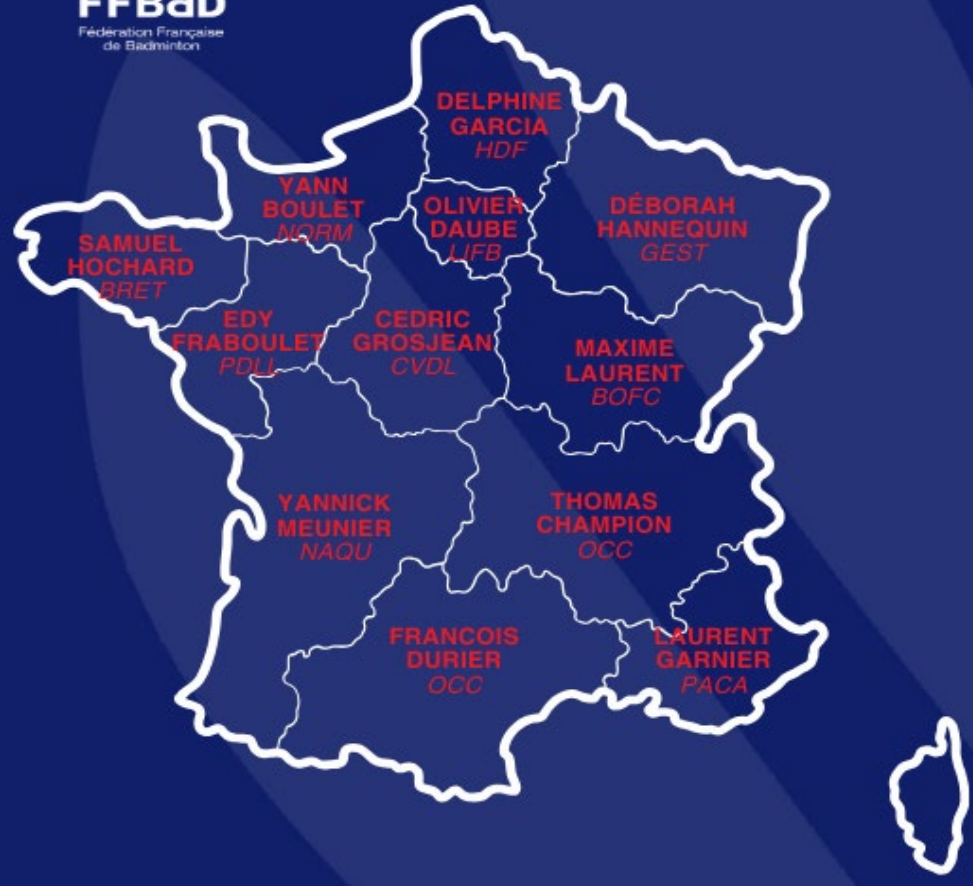 FFBaD
Fédération Française
de Badminton
DELPHINE
GARCIA
HDF
YANN
BOULET
NORM
OLIVIER
DAUBE
LIFB
DÉBORAH
HANNEQUIN
GEST
SAMUEL
HOCHARD
BRET
EDY
FRABOULET
PDLL
CEDRIC
GROSJEAN
CVDL
MAXIME
LAURENT
BOFC
YANNICK
MEUNIER
NAQU
THOMAS
CHAMPION
OCC
FRANCOIS
DURIER
OCC
LAURENT
GARNIER
PACA